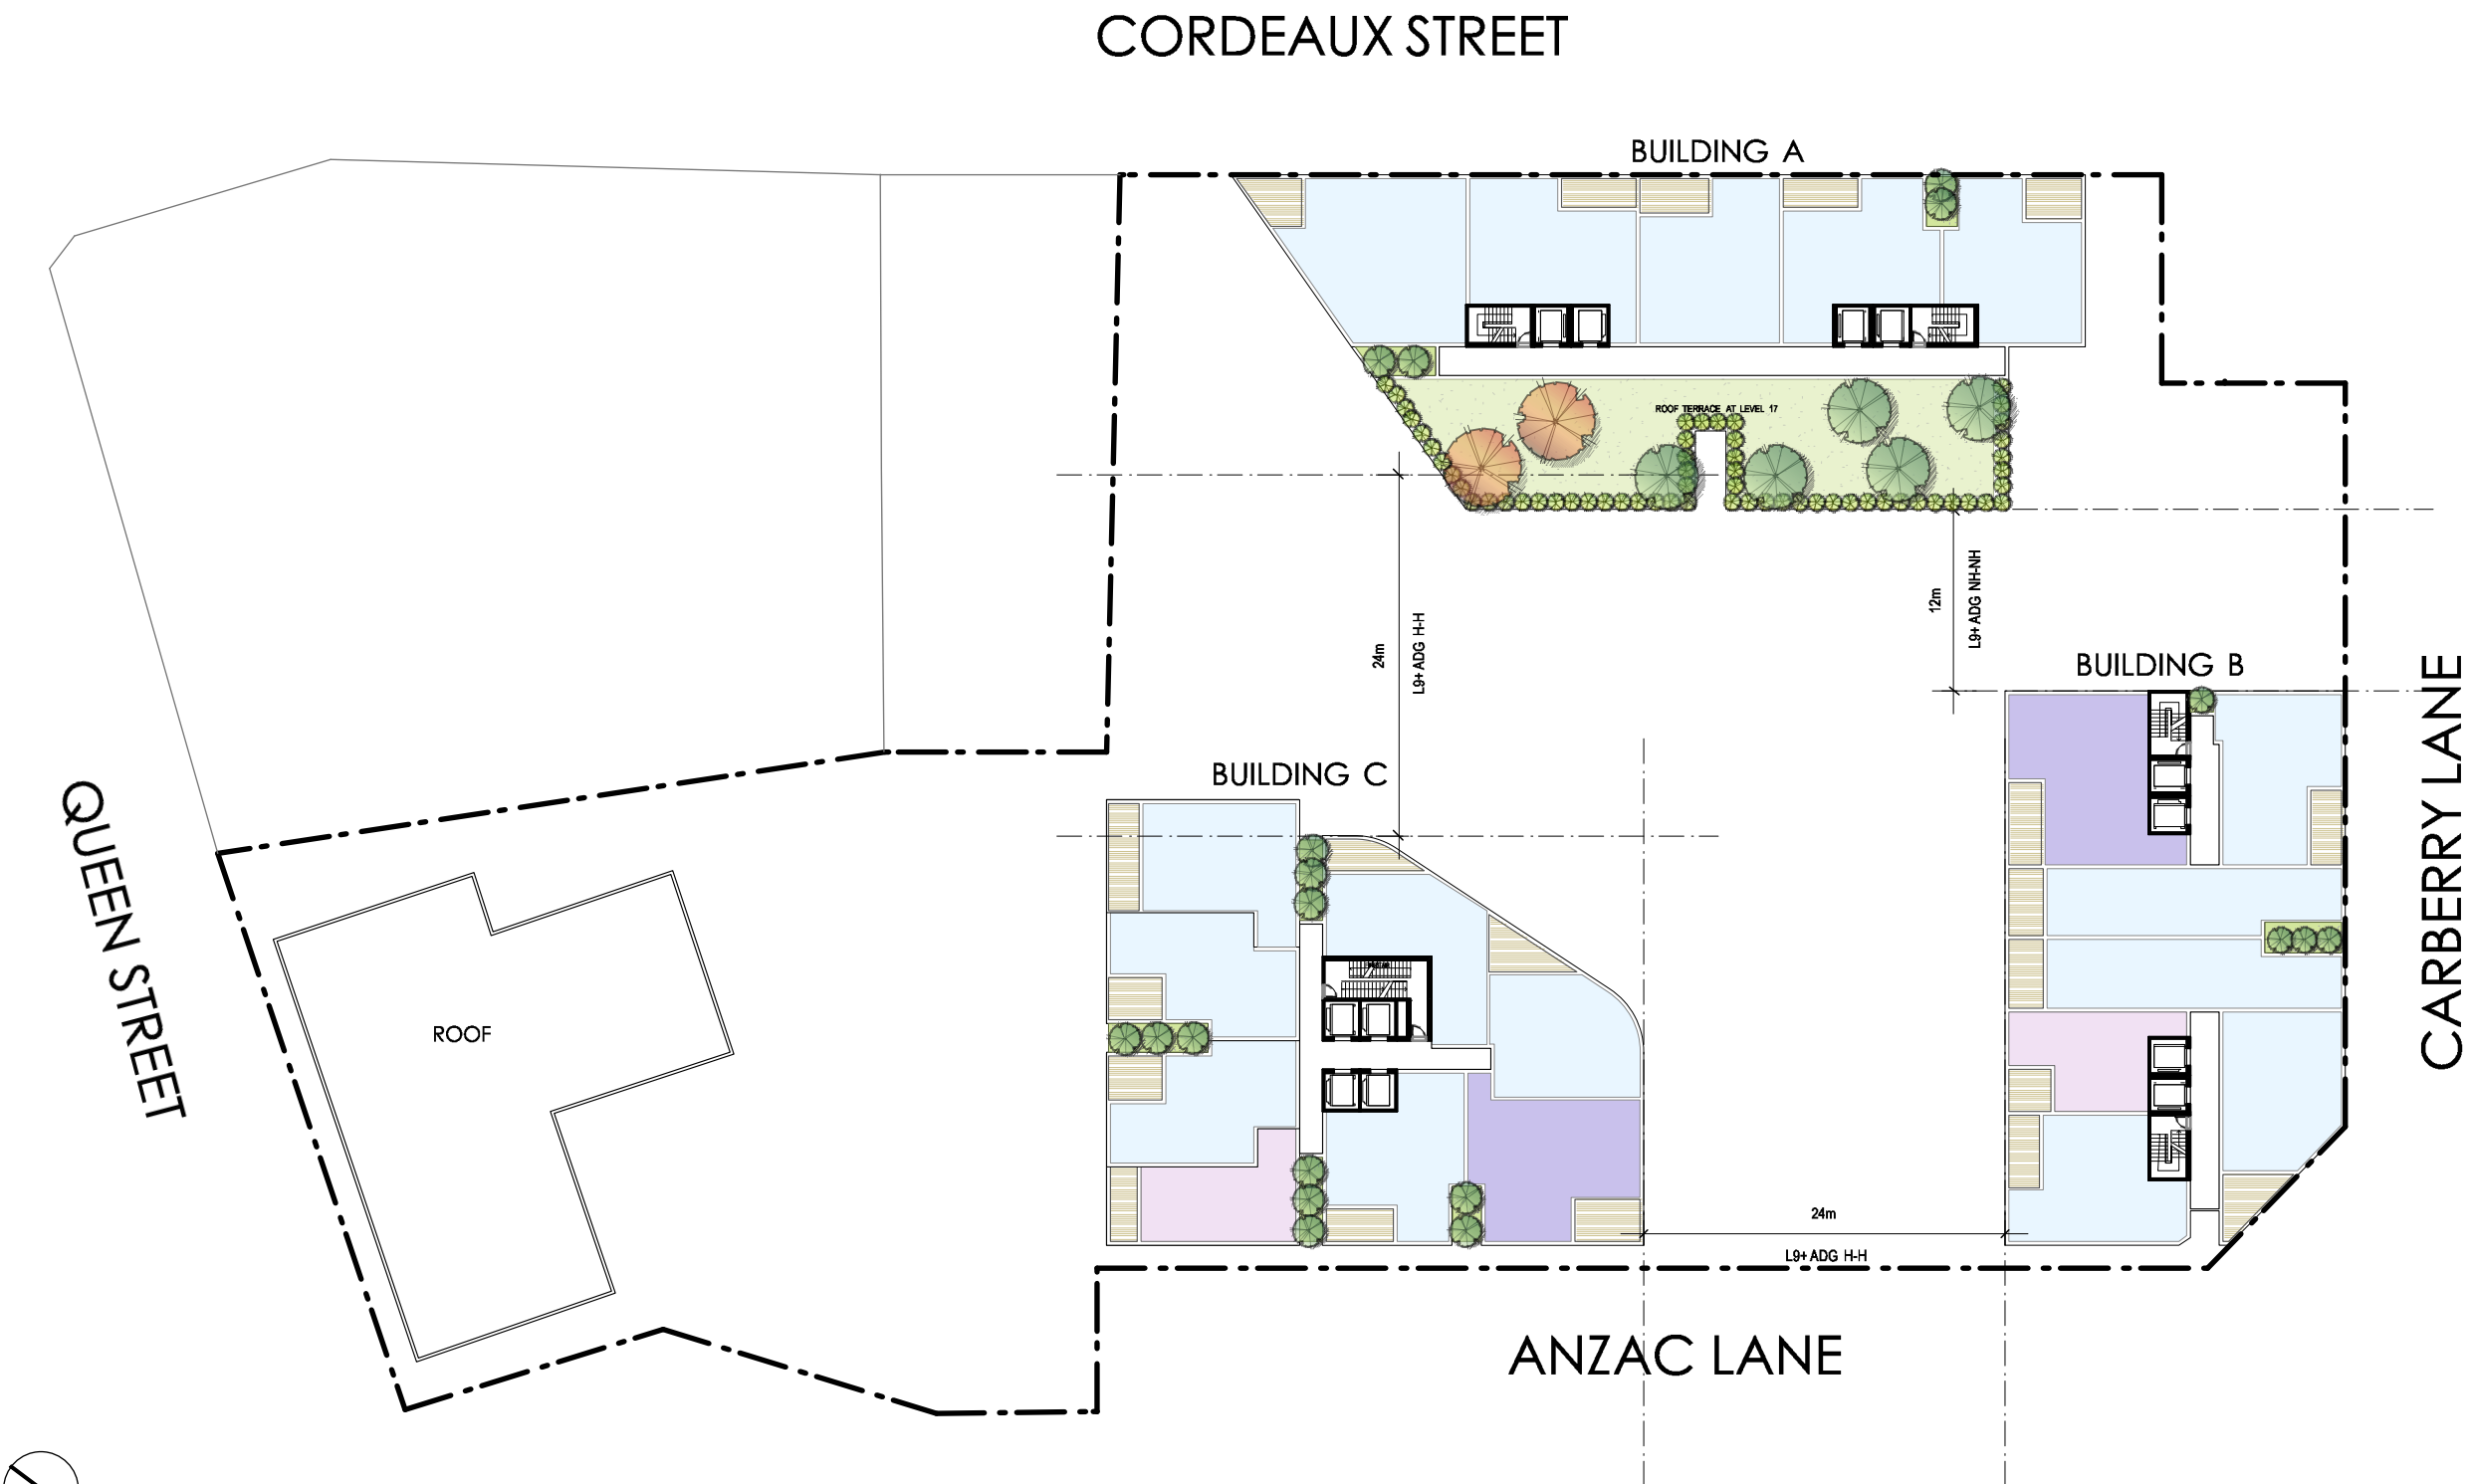 CORDEAUX STREET
BUILDING A
ROOF TERRACE AT LEVEL 17
12m
L9+ ADG NH-NH
24m
L9+ ADG H-H
BUILDING B
BUILDING C
CARBERRY LANE
QUEEN STREET
ROOF
24m
L9+ ADG H-H
ANZAC LANE